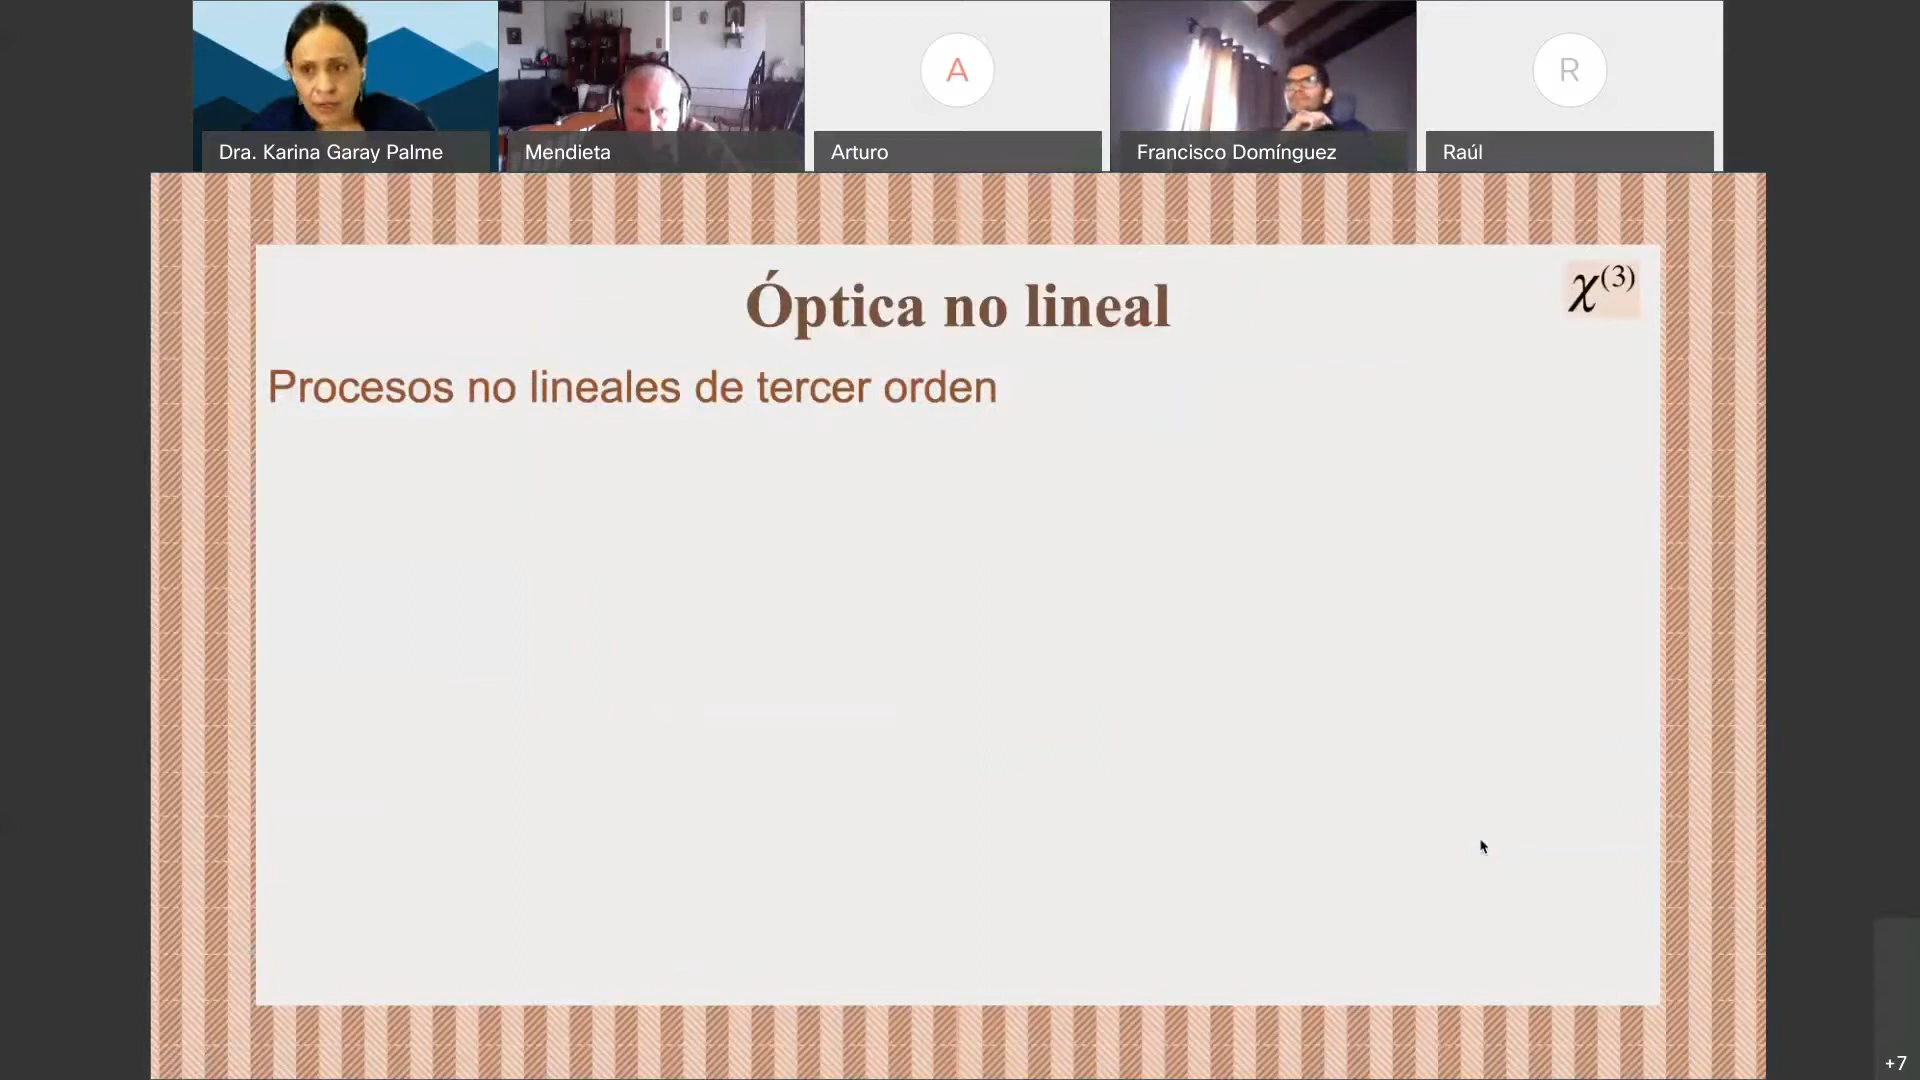 Dra. Karina Garay Palme
Mendieta
A
Arturo
Francisco Domínguez
R
Raúl
Óptica no lineal
χ⁽³⁾
Procesos no lineales de tercer orden
+7